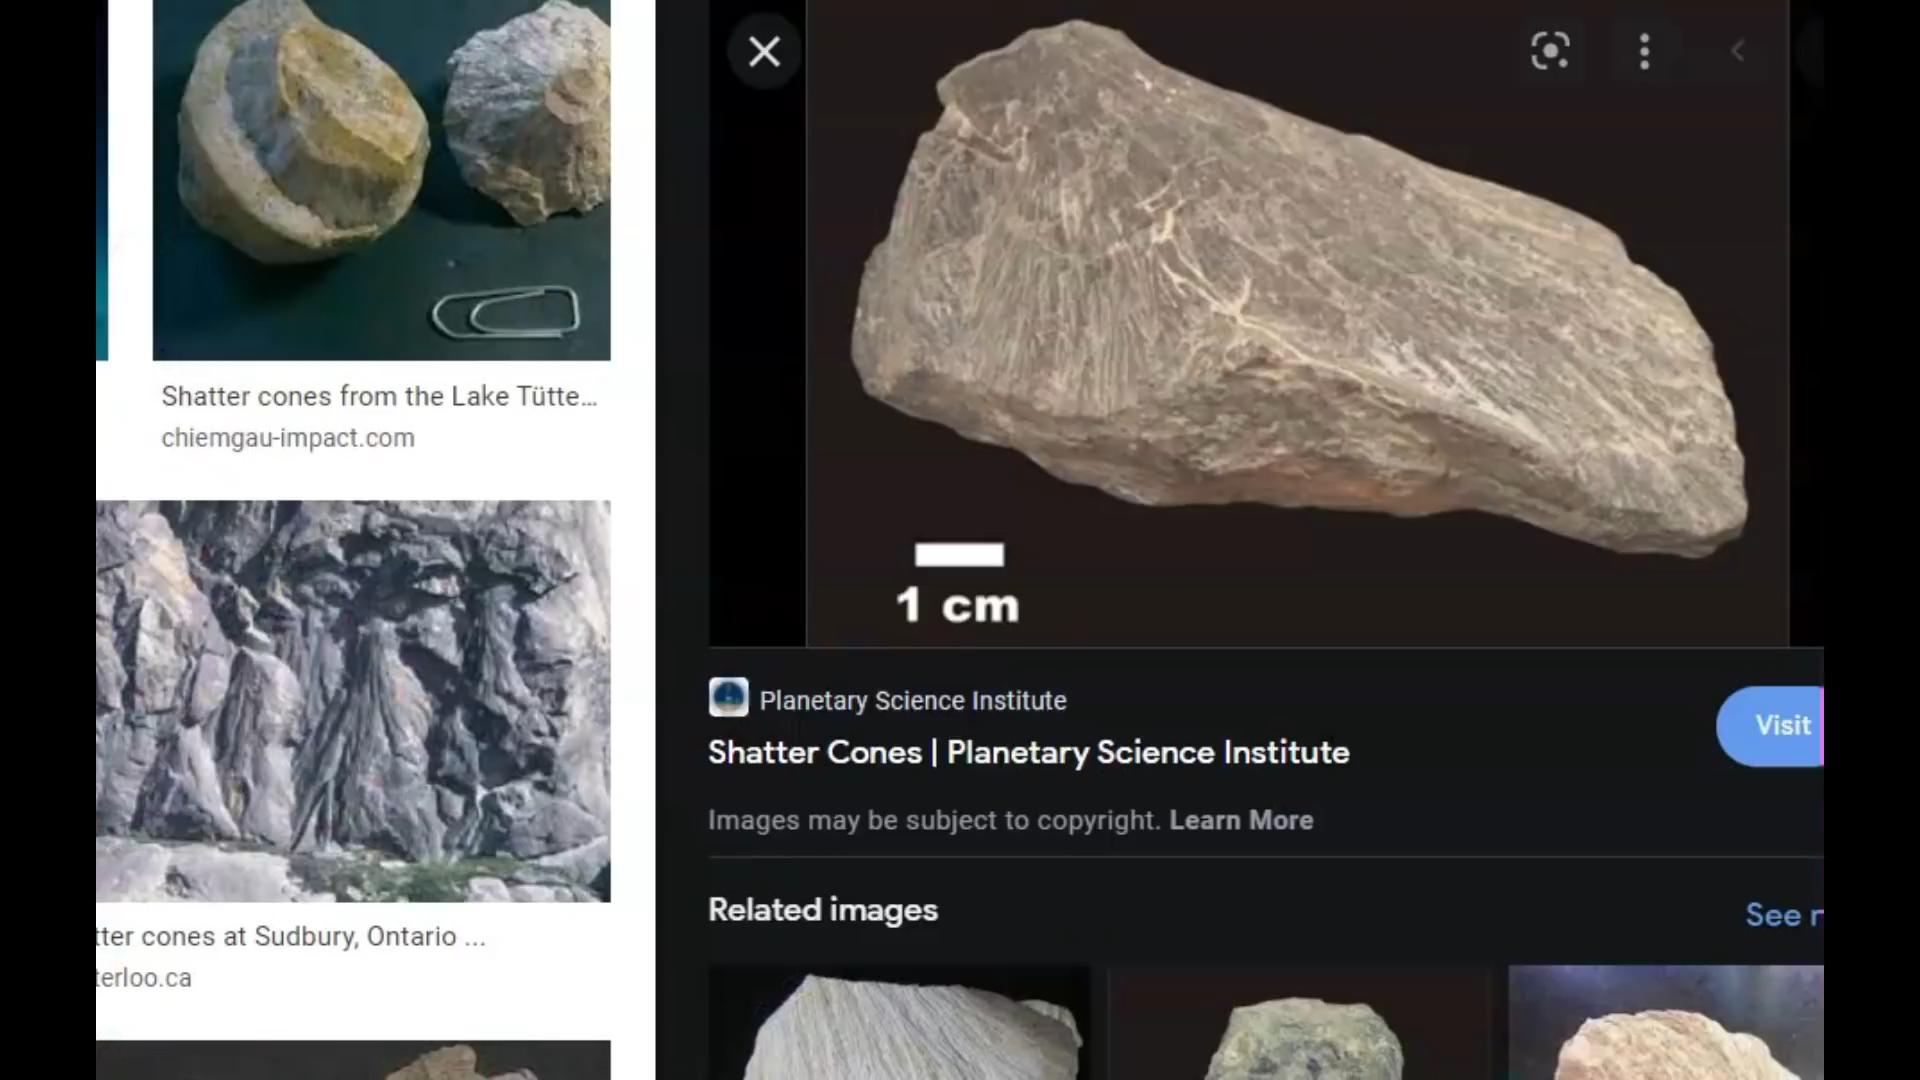 Shatter cones from the Lake Tütte...
chiemgau-impact.com
tter cones at Sudbury, Ontario ...
terloo.ca
1 cm
Planetary Science Institute
Visit
Shatter Cones | Planetary Science Institute
Images may be subject to copyright. Learn More
Related images
See